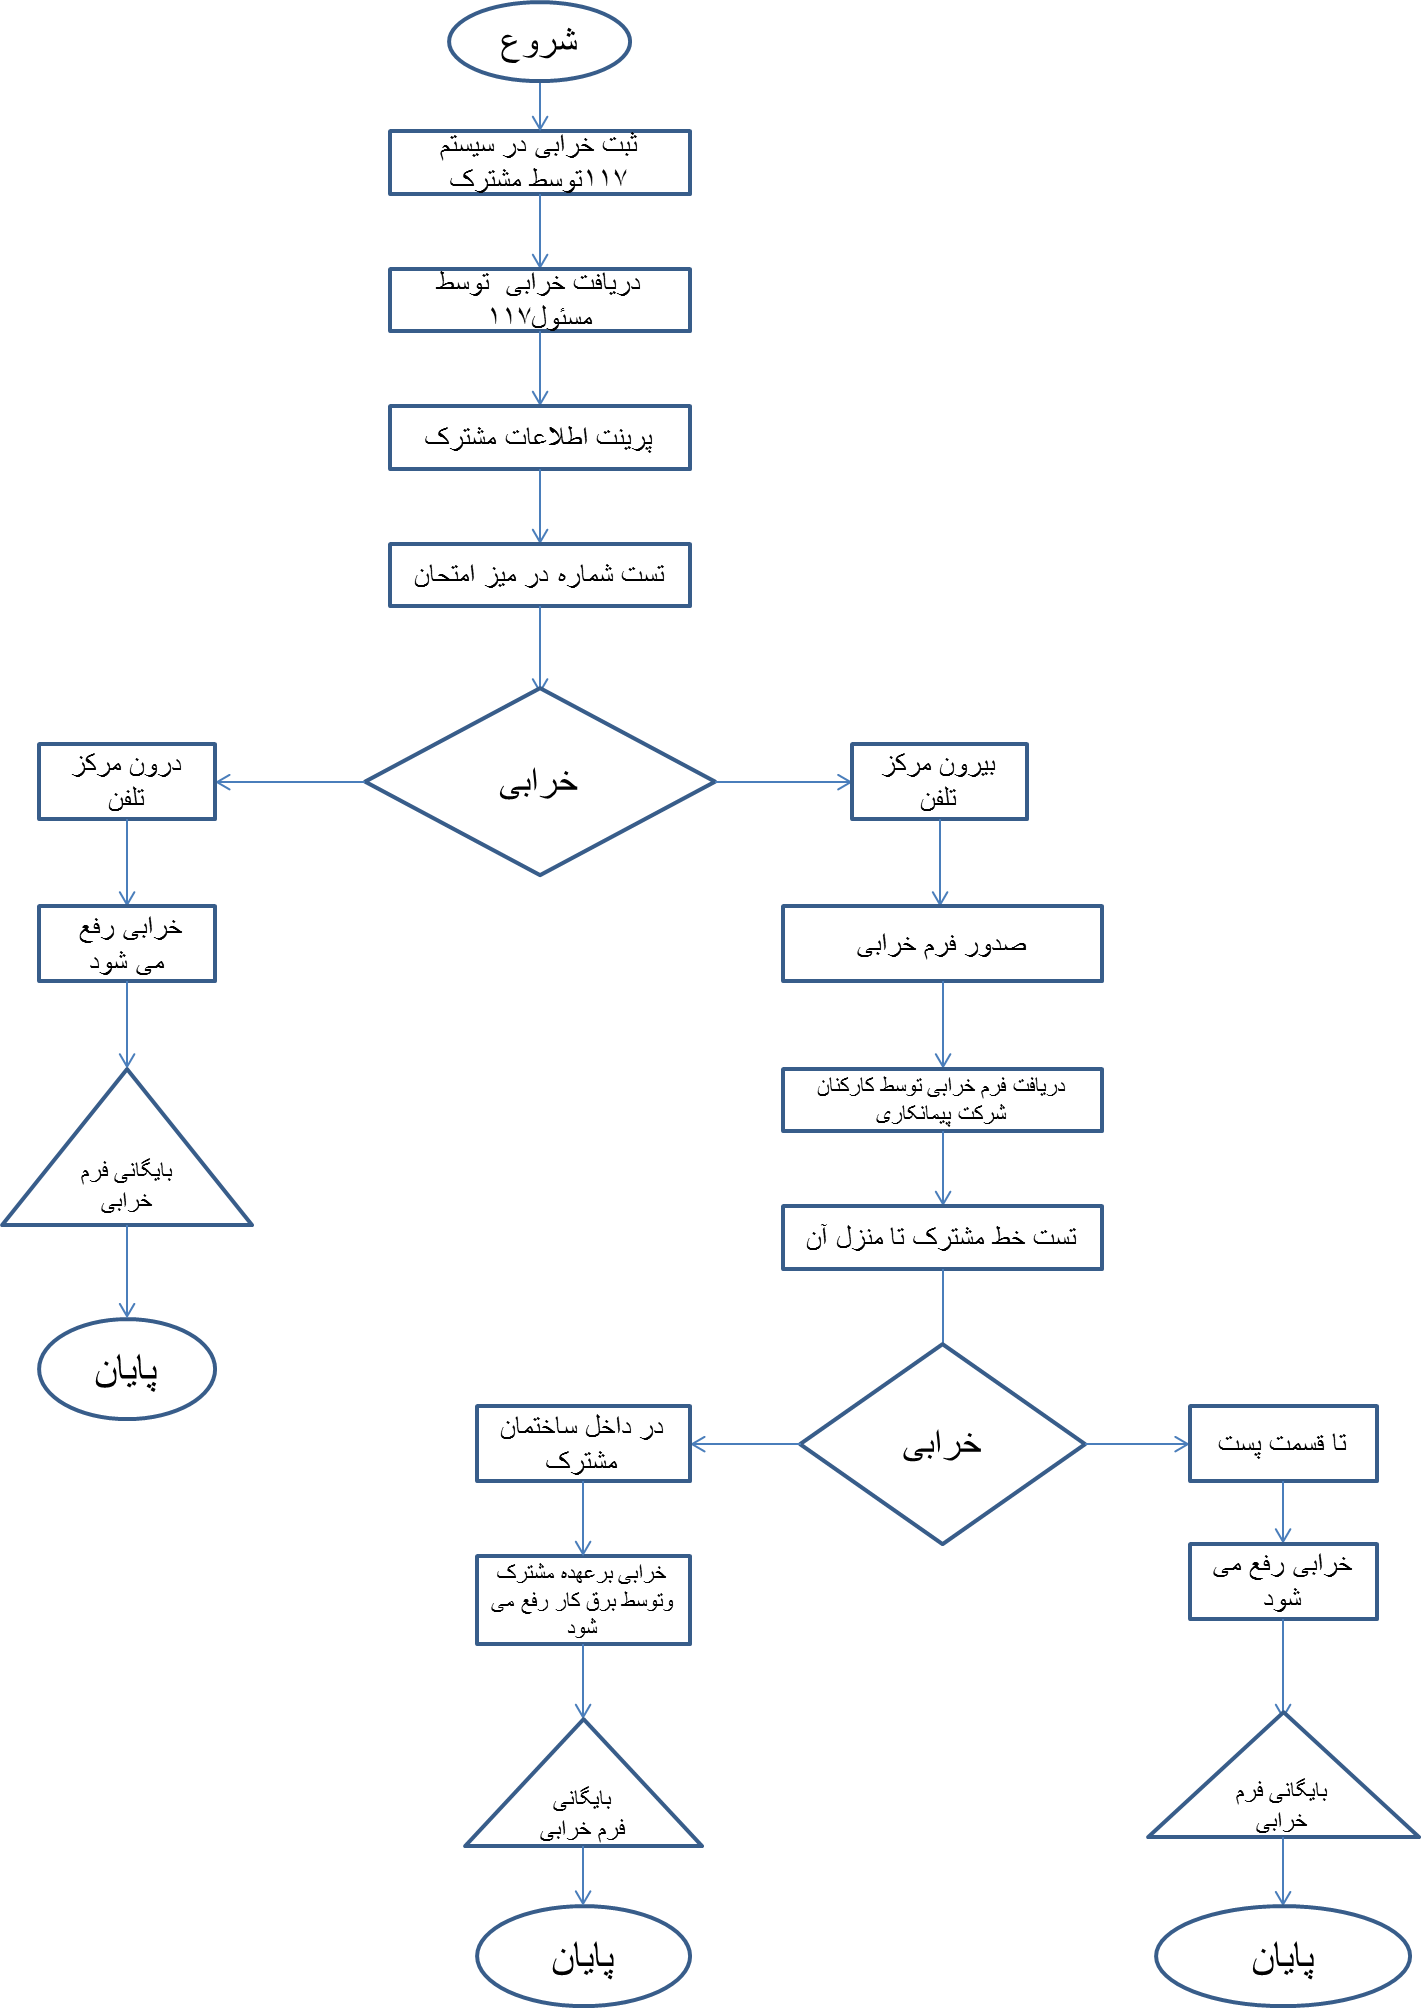 شروع
ثبت خرابی در سیستم
۱۱۷توسط مشترک
دریافت خرابی توسط
مسئول۱۱۷
پرینت اطلاعات مشترک
تست شماره در میز امتحان
خرابی
بیرون مرکز
تلفن
درون مرکز
تلفن
صدور فرم خرابی
خرابی رفع
می شود
دریافت فرم خرابی توسط کارکنان
شرکت پیمانکاری
بایگانی فرم
خرابی
تست خط مشترک تا منزل آن
پایان
خرابی
تا قسمت پست
در داخل ساختمان
مشترک
خرابی رفع می
شود
خرابی برعهده مشترک
وتوسط برق کار رفع می
شود
بایگانی فرم
خرابی
بایگانی
فرم خرابی
پایان
پایان